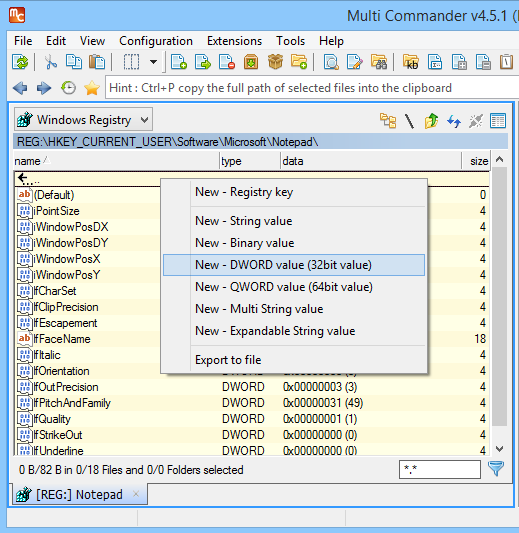 Multi Commander v4.5.1 (
File Edit View Configuration Extensions Tools Help
Hint : Ctrl+P copy the full path of selected files into the clipboard
Windows Registry
REG:\HKEY_CURRENT_USER\Software\Microsoft\Notepad\
name type data size
..
(Default) 0
iPointSize 4
iWindowPosDX 4
iWindowPosDY 4
iWindowPosX 4
iWindowPosY 4
lfCharSet 4
lfClipPrecision 4
lfEscapement 4
lfFaceName 18
lfItalic 4
lfOrientation DWORD 0x00000000 (0) 4
lfOutPrecision DWORD 0x00000003 (3) 4
lfPitchAndFamily DWORD 0x00000031 (49) 4
lfQuality DWORD 0x00000001 (1) 4
lfStrikeOut DWORD 0x00000000 (0) 4
lfUnderline DWORD 0x00000000 (0) 4
New - Registry key
New - String value
New - Binary value
New - DWORD value (32bit value)
New - QWORD value (64bit value)
New - Multi String value
New - Expandable String value
Export to file
0 B/82 B in 0/18 Files and 0/0 Folders selected
*.*
[REG:] Notepad